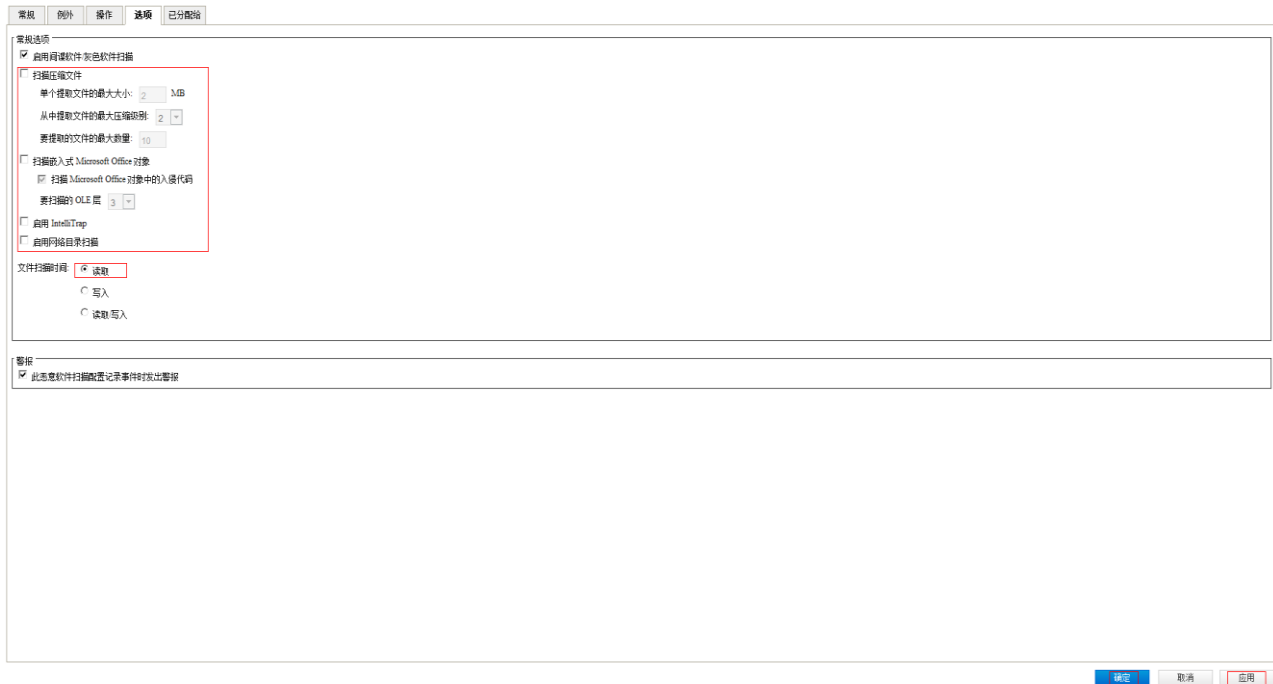 常规 例外 操作 选项 已分配给
常规选项
启用间谍软件/灰色软件扫描
扫描压缩文件
单个提取文件的最大大小: 2 MB
从中提取文件的最大压缩级别: 2
要提取的文件的最大数量: 10
扫描嵌入式 Microsoft Office 对象
扫描 Microsoft Office 对象中的入侵代码
要扫描的 OLE 层 3
启用 IntelliTrap
启用网络目录扫描
文件扫描时间: 读取
写入
读取/写入
警报
此恶意软件扫描配置记录事件时发出警报
确定 取消 应用